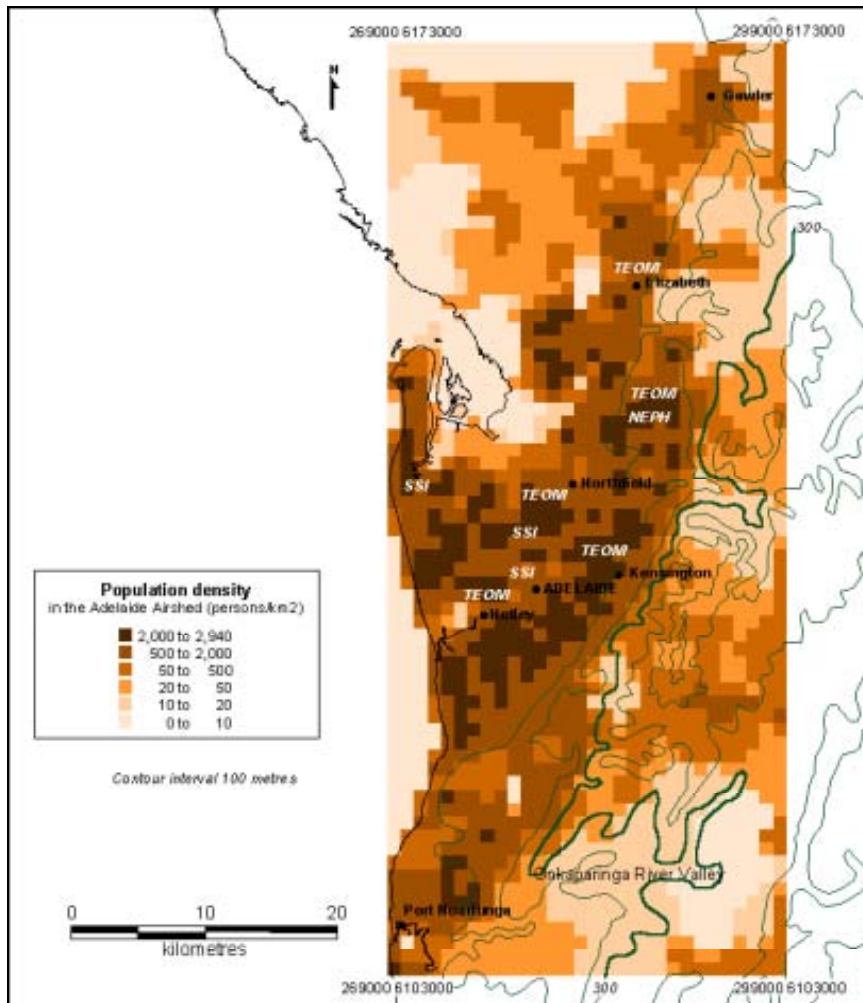 269000 6173000
299000 6173000
N
Gawler
300
TEOM
Elizabeth
TEOM
NEPH
SSI
TEOM
Northfield
SSI
TEOM
SSI
Kensington
TEOM
ADELAIDE
Netley
Population density
in the Adelaide Airshed (persons/km2)
2,000 to 2,940
500 to 2,000
50 to 500
20 to 50
10 to 20
0 to 10
Contour interval 100 metres
Onkaparinga River Valley
Port Noarlunga
0 10 20
kilometres
269000 6103000
300
299000 6103000